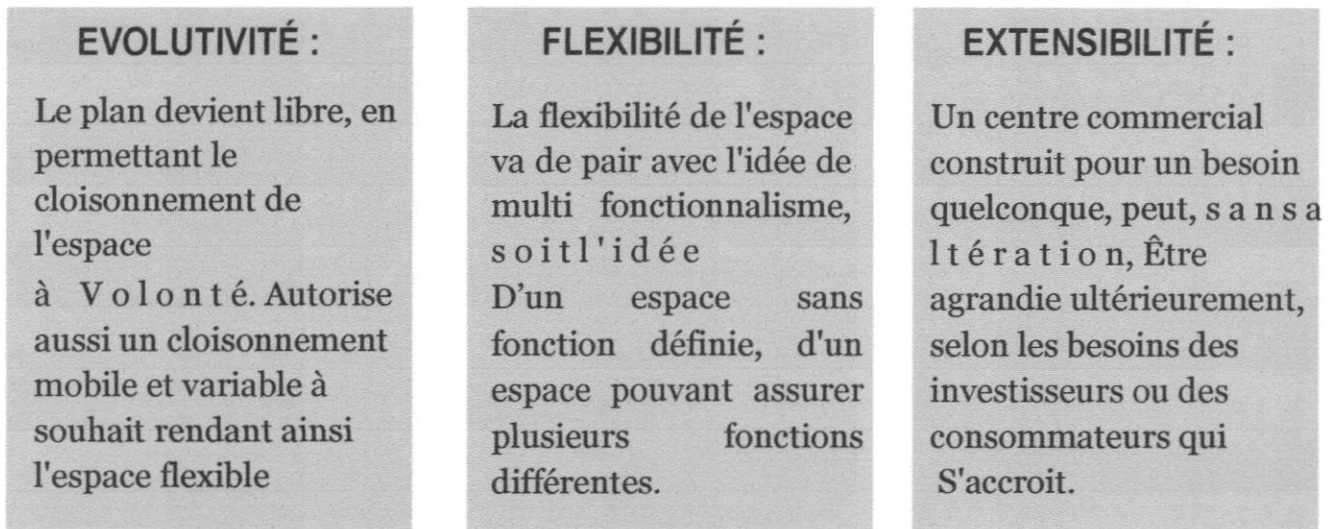 EVOLUTIVITÉ :
Le plan devient libre, en
permettant le
cloisonnement de
l'espace
à V o l o n t é. Autorise
aussi un cloisonnement
mobile et variable à
souhait rendant ainsi
l'espace flexible
FLEXIBILITÉ :
La flexibilité de l'espace
va de pair avec l'idée de
multi fonctionnalisme,
s o i t l ' i d é e
D’un espace sans
fonction définie, d'un
espace pouvant assurer
plusieurs fonctions
différentes.
EXTENSIBILITÉ :
Un centre commercial
construit pour un besoin
quelconque, peut, s a n s a
l t é r a t i o n, Être
agrandie ultérieurement,
selon les besoins des
investisseurs ou des
consommateurs qui
S'accroit.